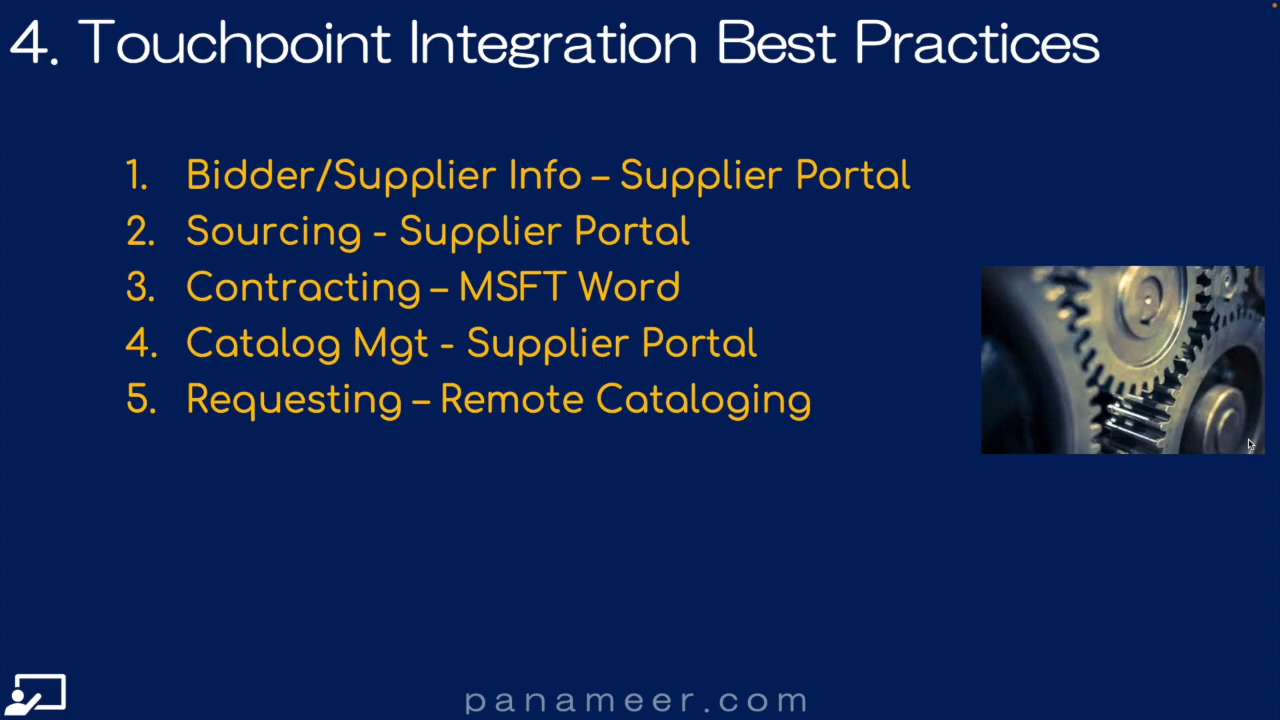 4. Touchpoint Integration Best Practices
1. Bidder/Supplier Info – Supplier Portal
2. Sourcing - Supplier Portal
3. Contracting – MSFT Word
4. Catalog Mgt - Supplier Portal
5. Requesting – Remote Cataloging
panameer.com